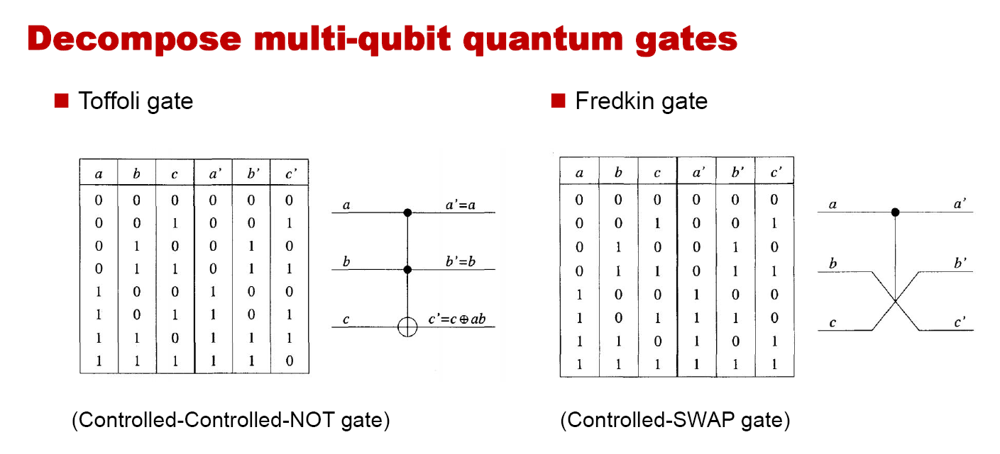 Decompose multi-qubit quantum gates
Toffoli gate
a b c a' b' c'
0 0 0 0 0 0
0 0 1 0 0 1
0 1 0 0 1 0
0 1 1 0 1 1
1 0 0 1 0 0
1 0 1 1 0 1
1 1 0 1 1 1
1 1 1 1 1 0
a a'=a
b b'=b
c c'=c⊕ab
(Controlled-Controlled-NOT gate)
Fredkin gate
a b c a' b' c'
0 0 0 0 0 0
0 0 1 0 0 1
0 1 0 0 1 0
0 1 1 0 1 1
1 0 0 1 0 0
1 0 1 1 1 0
1 1 0 1 0 1
1 1 1 1 1 1
a a'
b b'
c c'
(Controlled-SWAP gate)